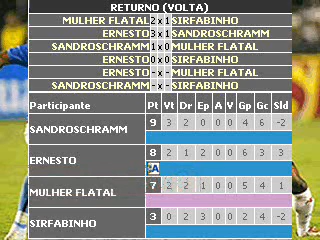 RETURNO (VOLTA)
MULHER FLATAL 2 x 1 SIRFABINHO
ERNESTO 3 x 1 SANDROSCHRAMM
SANDROSCHRAMM 1 x 0 MULHER FLATAL
ERNESTO 0 x 0 SIRFABINHO
ERNESTO - x - MULHER FLATAL
SANDROSCHRAMM - x - SIRFABINHO
Participante Pt Vt Dr Ep A V Gp Gc Sld
SANDROSCHRAMM 9 3 2 0 0 0 4 6 -2
ERNESTO 8 2 1 2 0 0 6 3 3
A
MULHER FLATAL 7 2 2 1 0 0 5 4 1
SIRFABINHO 3 0 2 3 0 0 2 4 -2